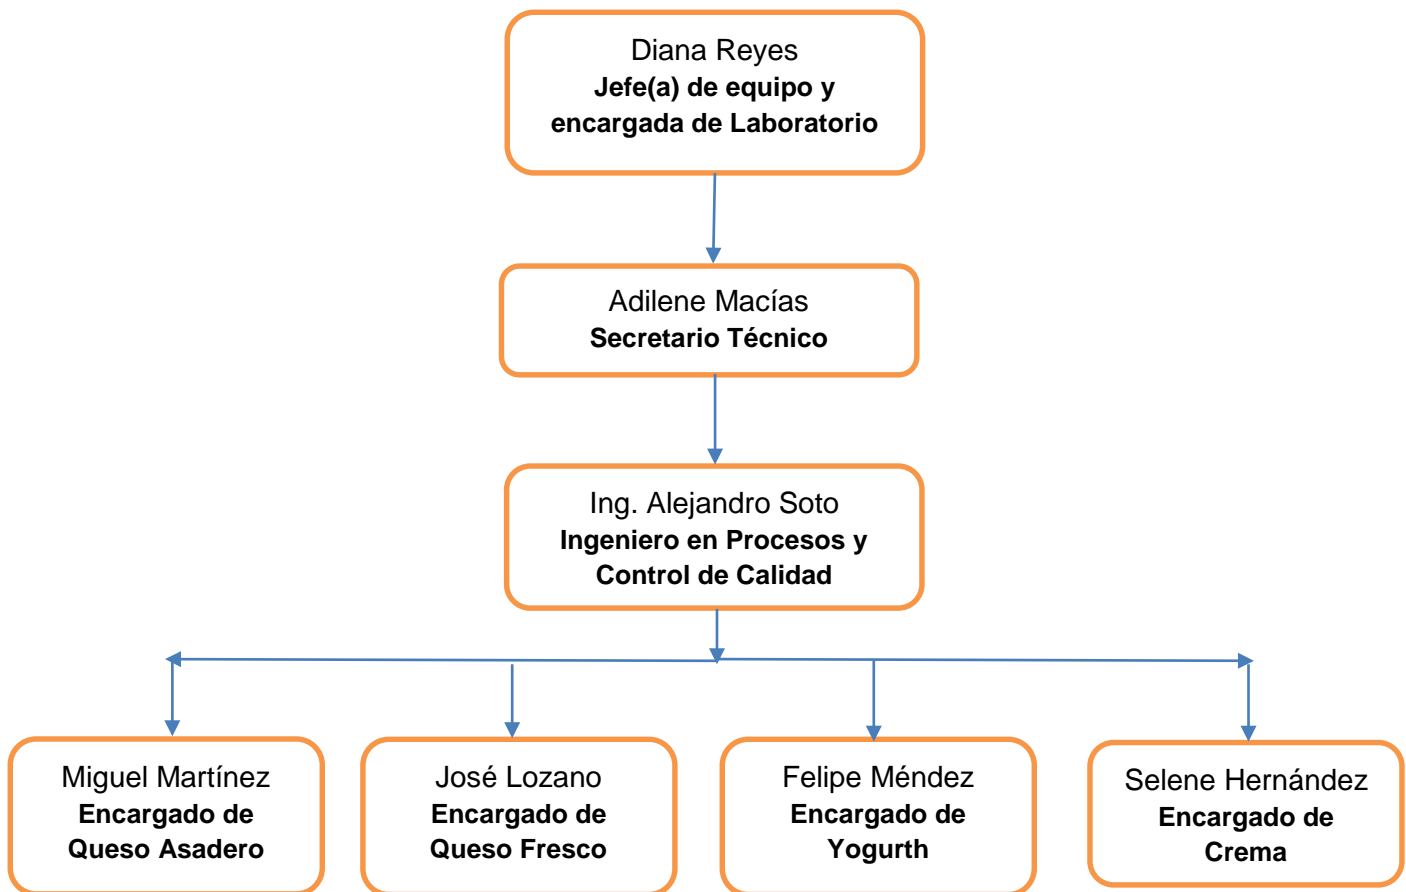 Diana Reyes
Jefe(a) de equipo y
encargada de Laboratorio
Adilene Macías
Secretario Técnico
Ing. Alejandro Soto
Ingeniero en Procesos y
Control de Calidad
Miguel Martínez
Encargado de
Queso Asadero
José Lozano
Encargado de
Queso Fresco
Felipe Méndez
Encargado de
Yogurth
Selene Hernández
Encargado de
Crema